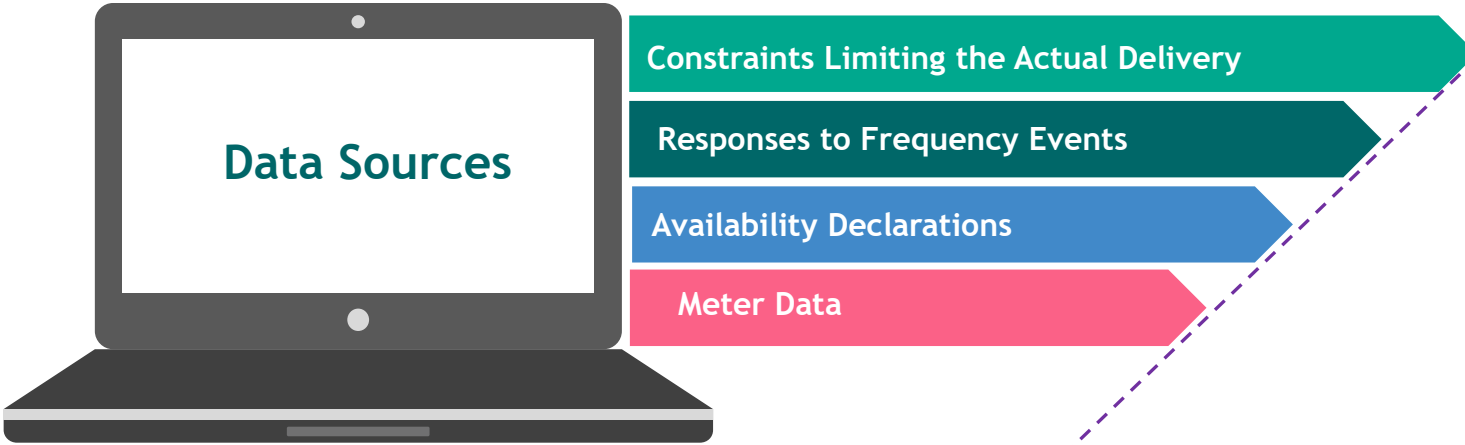 Data Sources
Constraints Limiting the Actual Delivery
Responses to Frequency Events
Availability Declarations
Meter Data